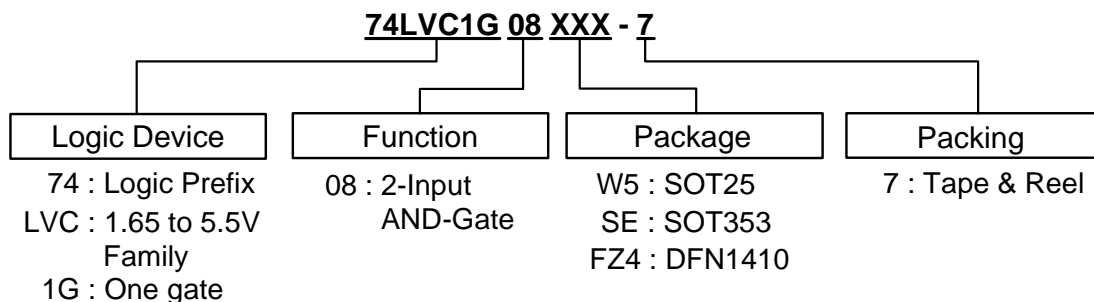 74LVC1G 08 XXX - 7
Logic Device
74 : Logic Prefix
LVC : 1.65 to 5.5V
Family
1G : One gate
Function
08 : 2-Input
AND-Gate
Package
W5 : SOT25
SE : SOT353
FZ4 : DFN1410
Packing
7 : Tape & Reel